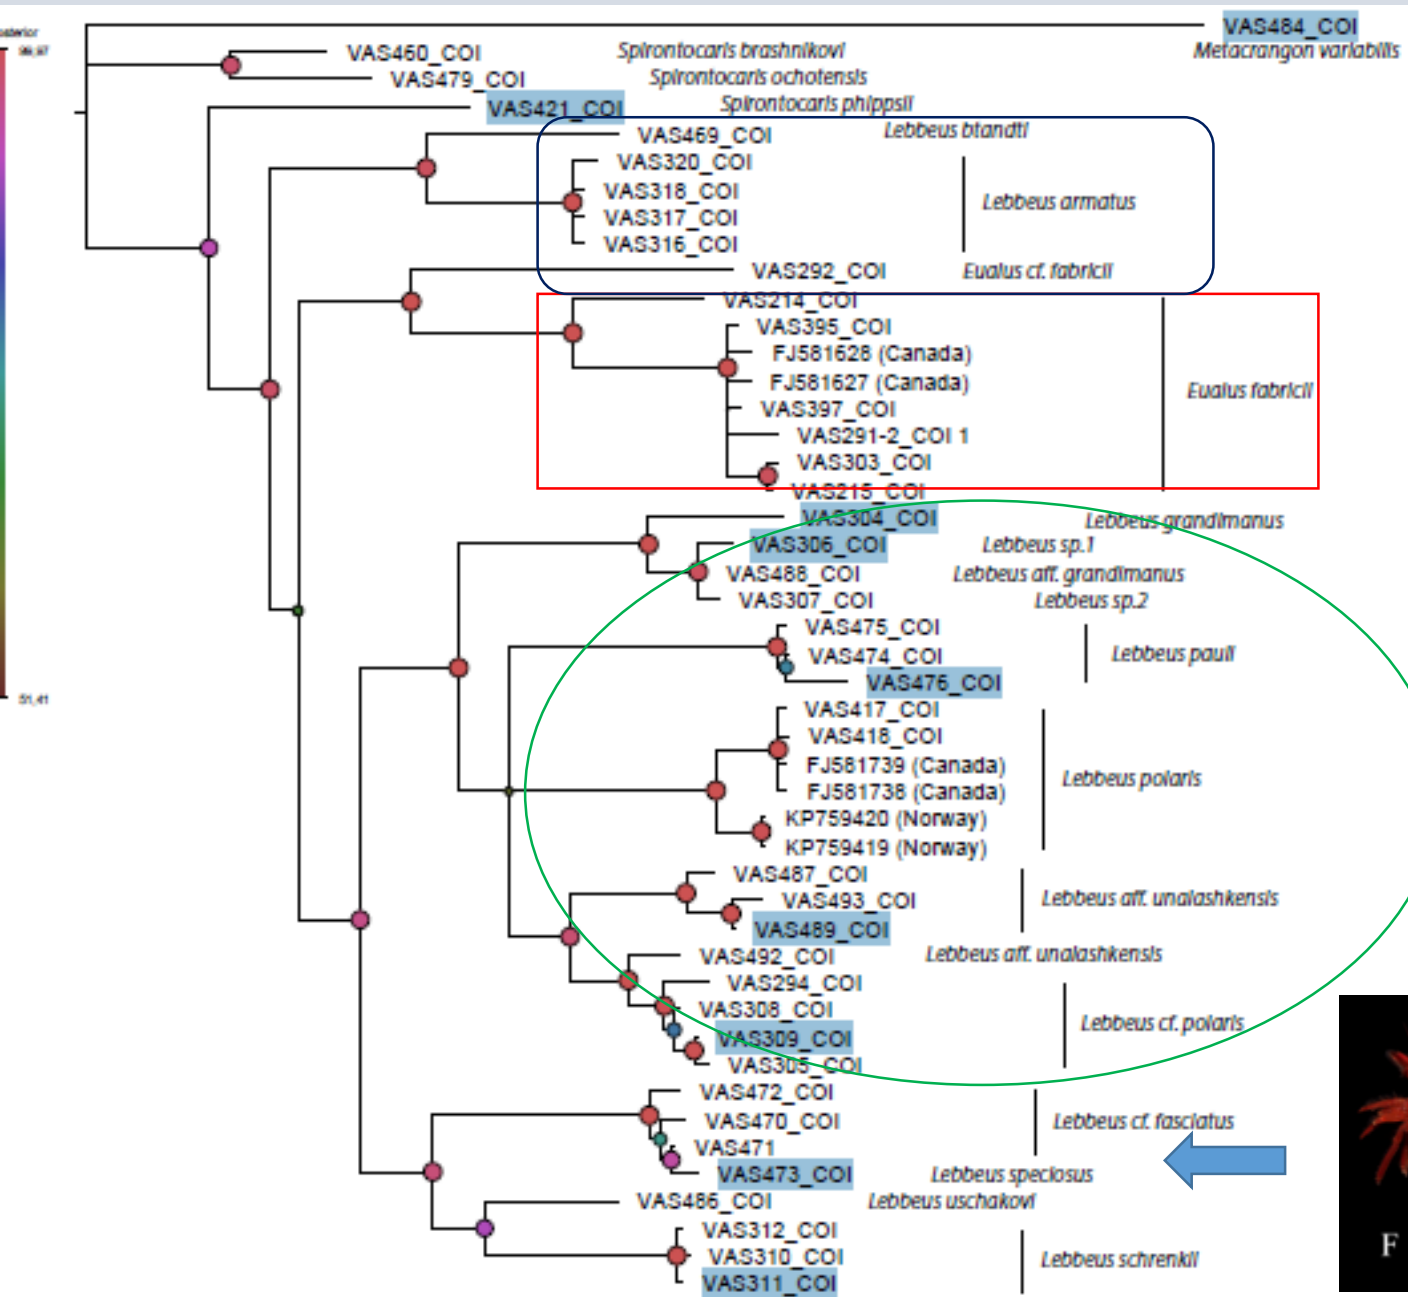 VAS484_COI
Metacrangon variabilis
VAS460_COI Spirontocaris brashnikovi
VAS479_COI Spirontocaris ochotensis
VAS421_COI Spirontocaris phippsii
VAS469_COI Lebbeus btandti
VAS320_COI
VAS318_COI
Lebbeus armatus
VAS317_COI
VAS316_COI
VAS292_COI Eualus cf. fabricii
VAS214_COI
VAS395_COI
FJ581628 (Canada)
FJ581627 (Canada)
Eualus fabricii
VAS397_COI
VAS291-2_COI 1
VAS303_COI
VAS215_COI
VAS304_COI Lebbeus grandimanus
VAS306_COI Lebbeus sp.1
VAS488_COI Lebbeus aff. grandimanus
VAS307_COI Lebbeus sp.2
VAS475_COI
VAS474_COI Lebbeus pauli
VAS476_COI
51,41
VAS417_COI
VAS418_COI
FJ581739 (Canada)
Lebbeus polaris
FJ581738 (Canada)
KP759420 (Norway)
KP759419 (Norway)
VAS487_COI
VAS493_COI Lebbeus aff. unalashkensis
VAS489_COI
VAS492_COI Lebbeus aff. unalashkensis
VAS294_COI
VAS308_COI
Lebbeus cf. polaris
VAS309_COI
VAS305_COI
VAS472_COI
VAS470_COI Lebbeus cf. fasciatus
VAS471
VAS473_COI Lebbeus speciosus
VAS486_COI Lebbeus uschakovi
VAS312_COI
VAS310_COI Lebbeus schrenkii
VAS311_COI
F